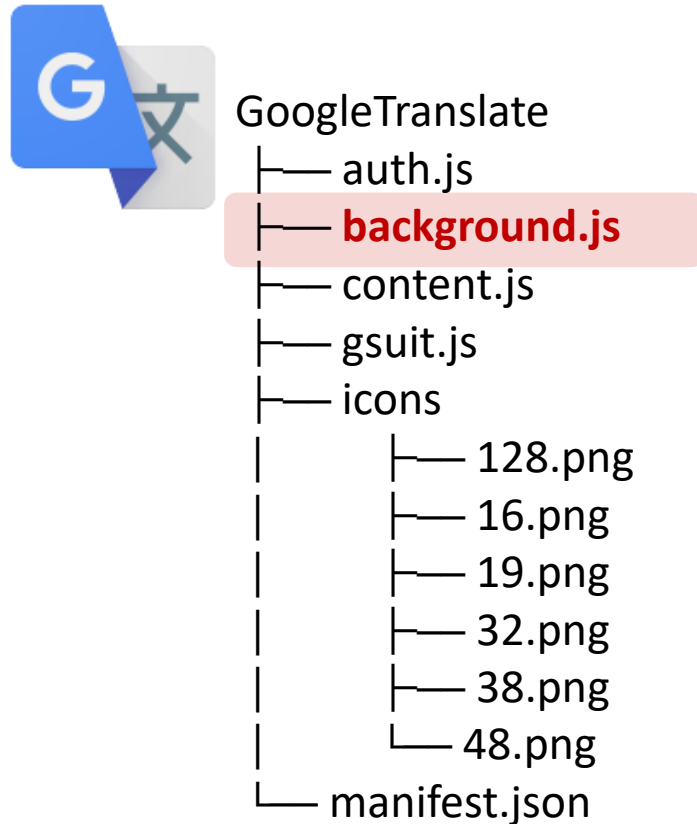 G 文
GoogleTranslate
├── auth.js
├── background.js
├── content.js
├── gsuit.js
├── icons
│ ├── 128.png
│ ├── 16.png
│ ├── 19.png
│ ├── 32.png
│ ├── 38.png
│ └── 48.png
└── manifest.json